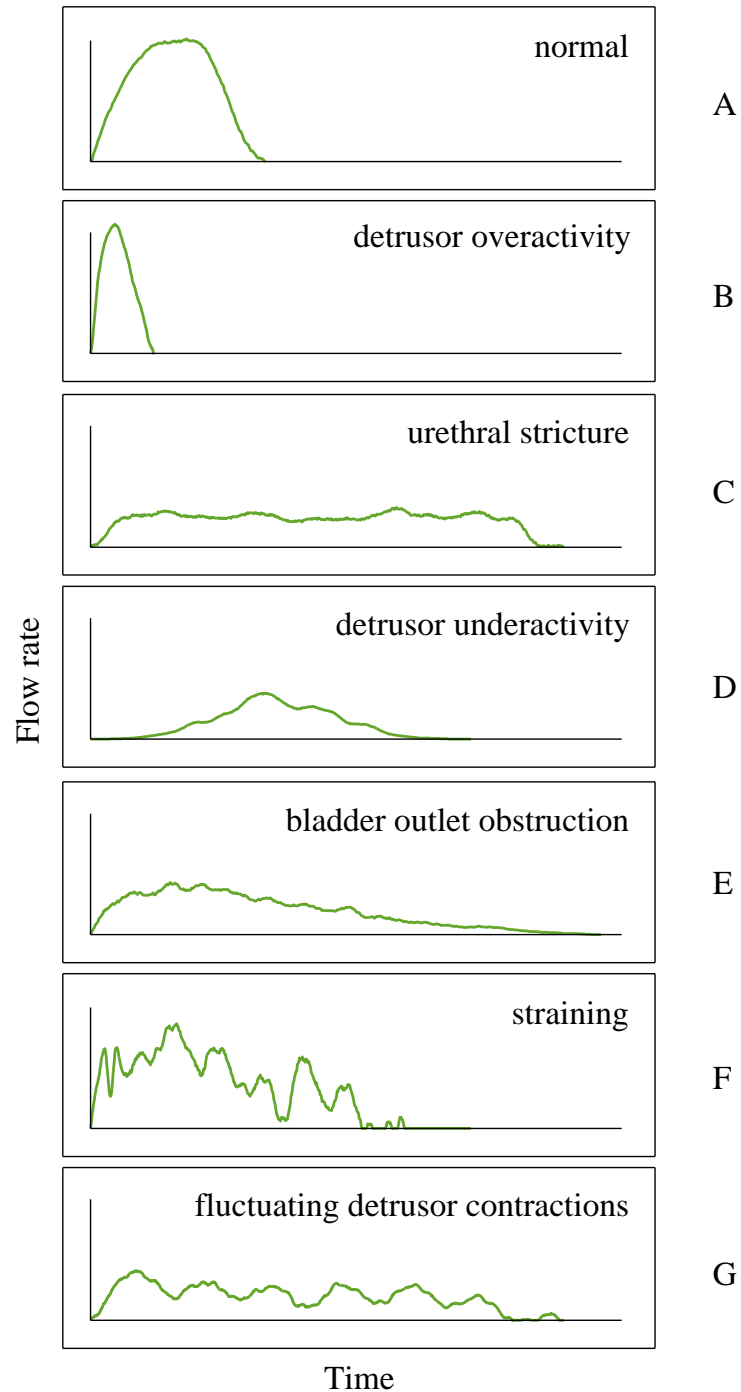 normal
A
detrusor overactivity
B
urethral stricture
C
detrusor underactivity
D
Flow rate
bladder outlet obstruction
E
straining
F
fluctuating detrusor contractions
G
Time